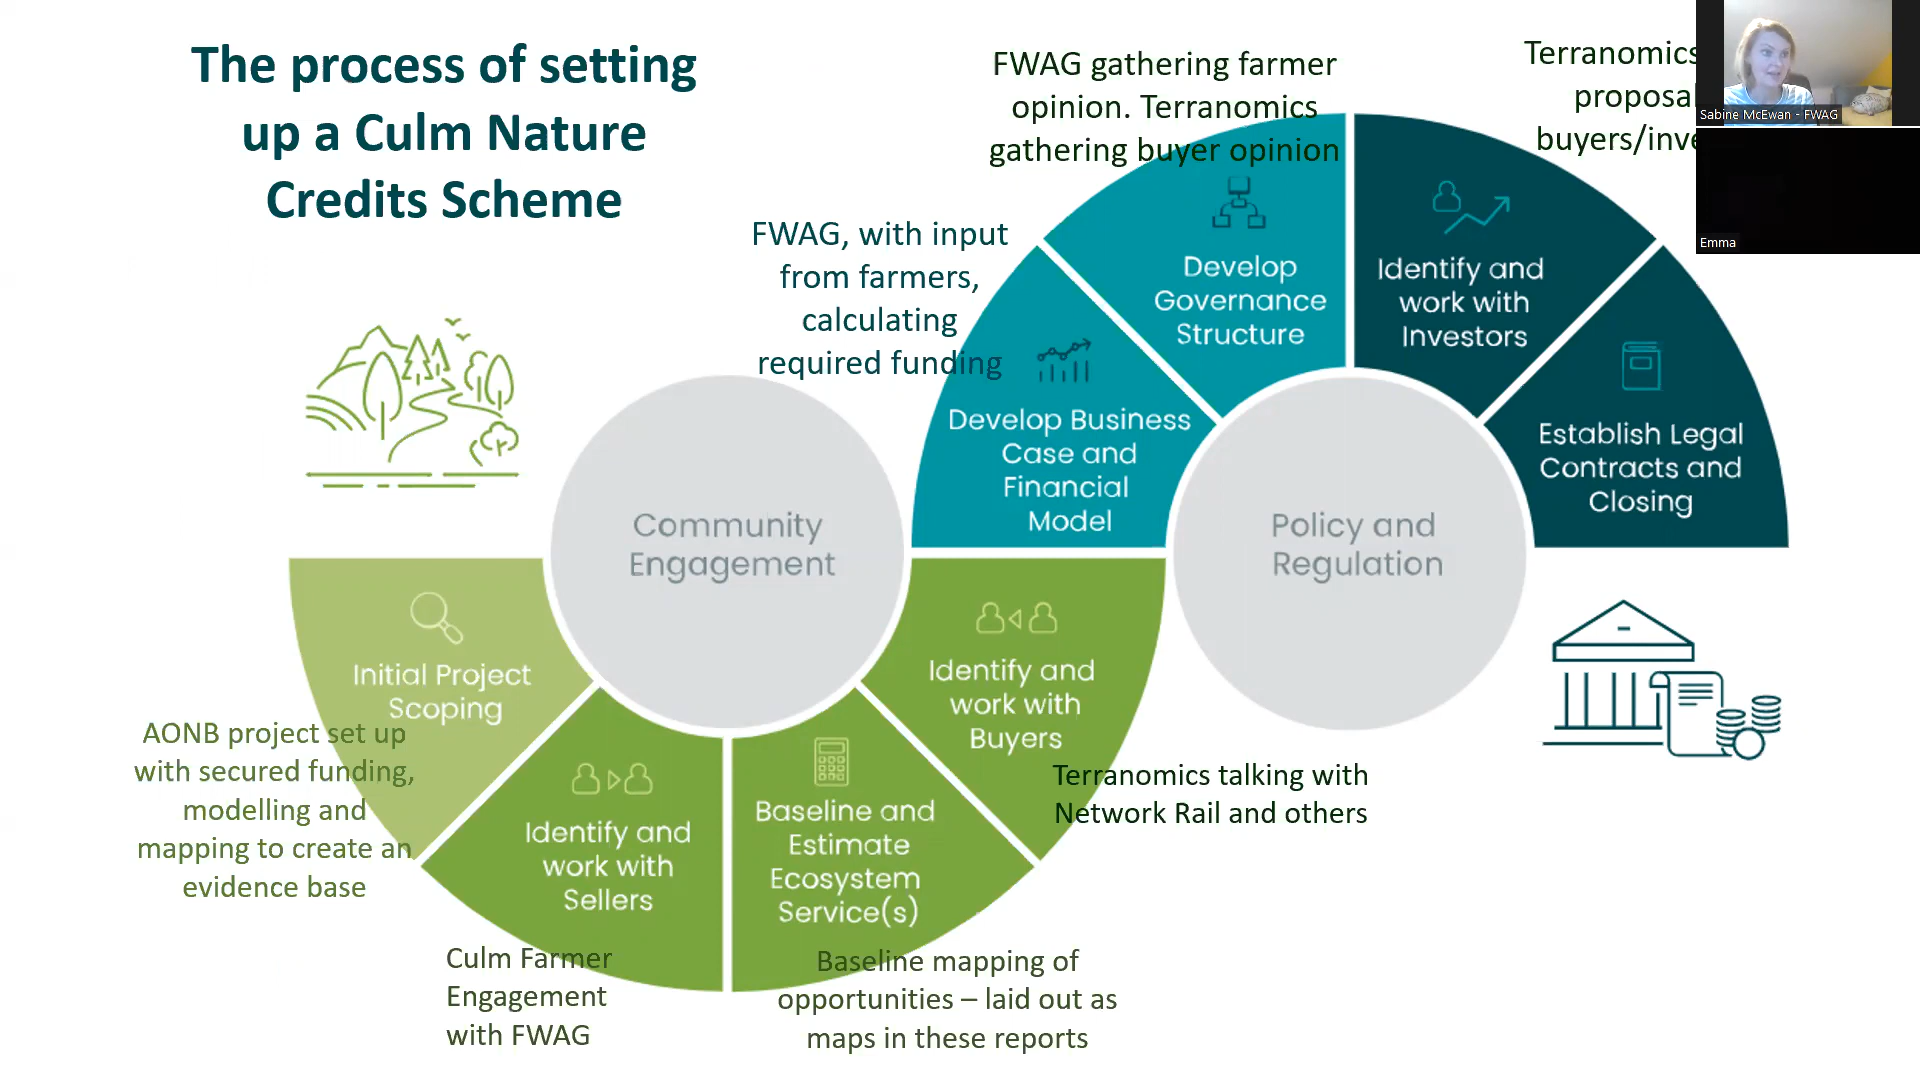 The process of setting
up a Culm Nature
Credits Scheme
FWAG gathering farmer
opinion. Terranomics
gathering buyer opinion
Terranomics
buyers/inve
Sabine McEwan - FWAG
Emma
FWAG, with input
from farmers,
calculating
required funding
Develop
Governance
Structure
Identify and
work with
Investors
Develop Business
Case and
Financial
Model
Establish Legal
Contracts and
Closing
Community
Engagement
Policy and
Regulation
Initial Project
Scoping
AONB project set up
with secured funding,
modelling and
mapping to create an
evidence base
Identify and
work with
Sellers
Culm Farmer
Engagement
with FWAG
Baseline and
Estimate
Ecosystem
Service(s)
Baseline mapping of
opportunities – laid out as
maps in these reports
Identify and
work with
Buyers
Terranomics talking with
Network Rail and others